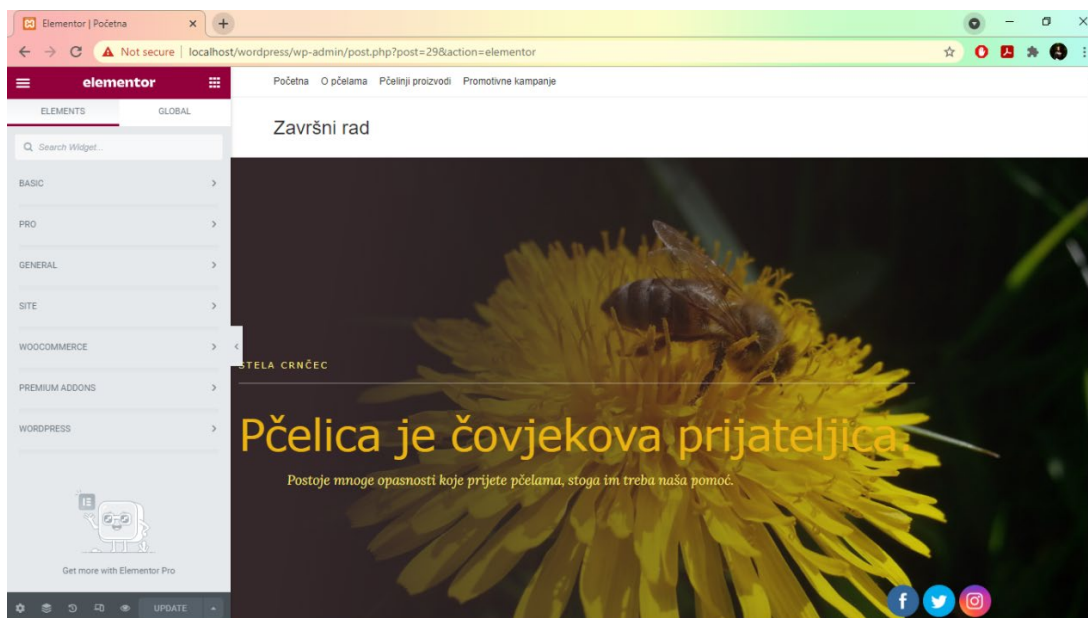 Elementor | Početna
Not secure | localhost/wordpress/wp-admin/post.php?post=29&action=elementor
elementor
ELEMENTS GLOBAL
Search Widget...
BASIC
PRO
GENERAL
SITE
WOOCOMMERCE
PREMIUM ADDONS
WORDPRESS
Get more with Elementor Pro
UPDATE
Početna O pčelama Pčelinji proizvodi Promotivne kampanje
Završni rad
STELA CRNČEC
Pčelica je čovjekova prijateljica.
Postoje mnoge opasnosti koje prijete pčelama, stoga im treba naša pomoć.